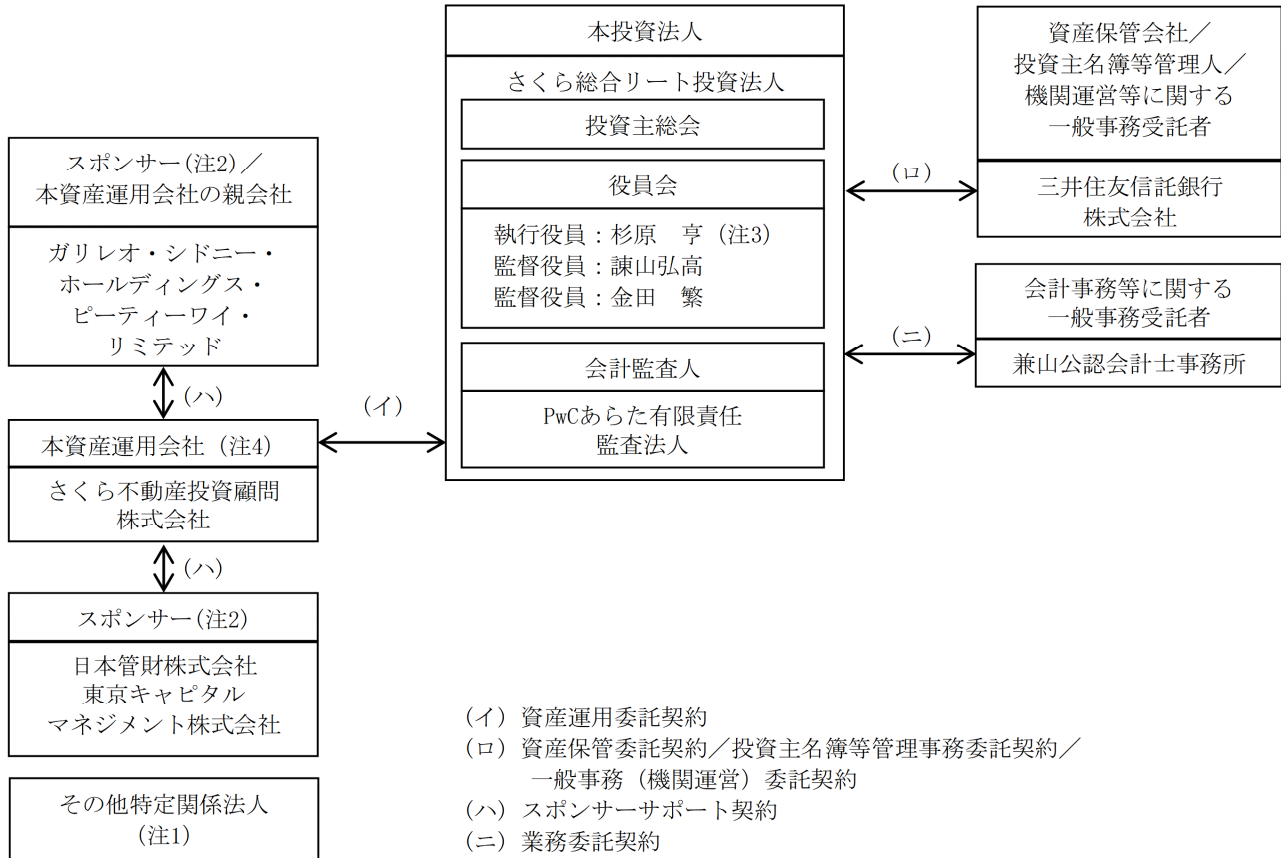 本投資法人
さくら総合リート投資法人
投資主総会
役員会
執行役員：杉原　亨（注3）
監督役員：諌山弘高
監督役員：金田　繁
会計監査人
PwCあらた有限責任
監査法人
資産保管会社／
投資主名簿等管理人／
機関運営等に関する
一般事務受託者
三井住友信託銀行
株式会社
（ロ）
会計事務等に関する
一般事務受託者
兼山公認会計士事務所
（ニ）
スポンサー(注2)／
本資産運用会社の親会社
ガリレオ・シドニー・
ホールディングス・
ピーティーワイ・
リミテッド
（ハ）
（イ）
本資産運用会社（注4）
さくら不動産投資顧問
株式会社
（ハ）
スポンサー(注2)
日本管財株式会社
東京キャピタル
マネジメント株式会社
その他特定関係法人
（注1）
（イ）資産運用委託契約
（ロ）資産保管委託契約／投資主名簿等管理事務委託契約／
一般事務（機関運営）委託契約
（ハ）スポンサーサポート契約
（ニ）業務委託契約